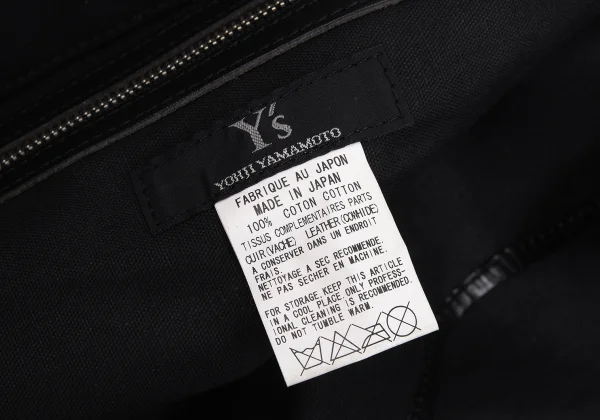 Y's
YOHJI YAMAMOTO
FABRIQUE AU JAPON
MADE IN JAPAN
100% COTON COTTON
TISSUS COMPLEMENTAIRES PARTS
CUIR(VACHE) LEATHER(COWHIDE)
A CONSERVER DANS UN ENDROIT
FRAIS.
NETTOYAGE A SEC RECOMMENDE.
NE PAS SECHER EN MACHINE.
FOR STORAGE,KEEP THIS ARTICLE
IN A COOL PLACE.ONLY PROFESS-
IONAL CLEANING IS RECOMMENDED.
DO NOT TUMBLE WARM.